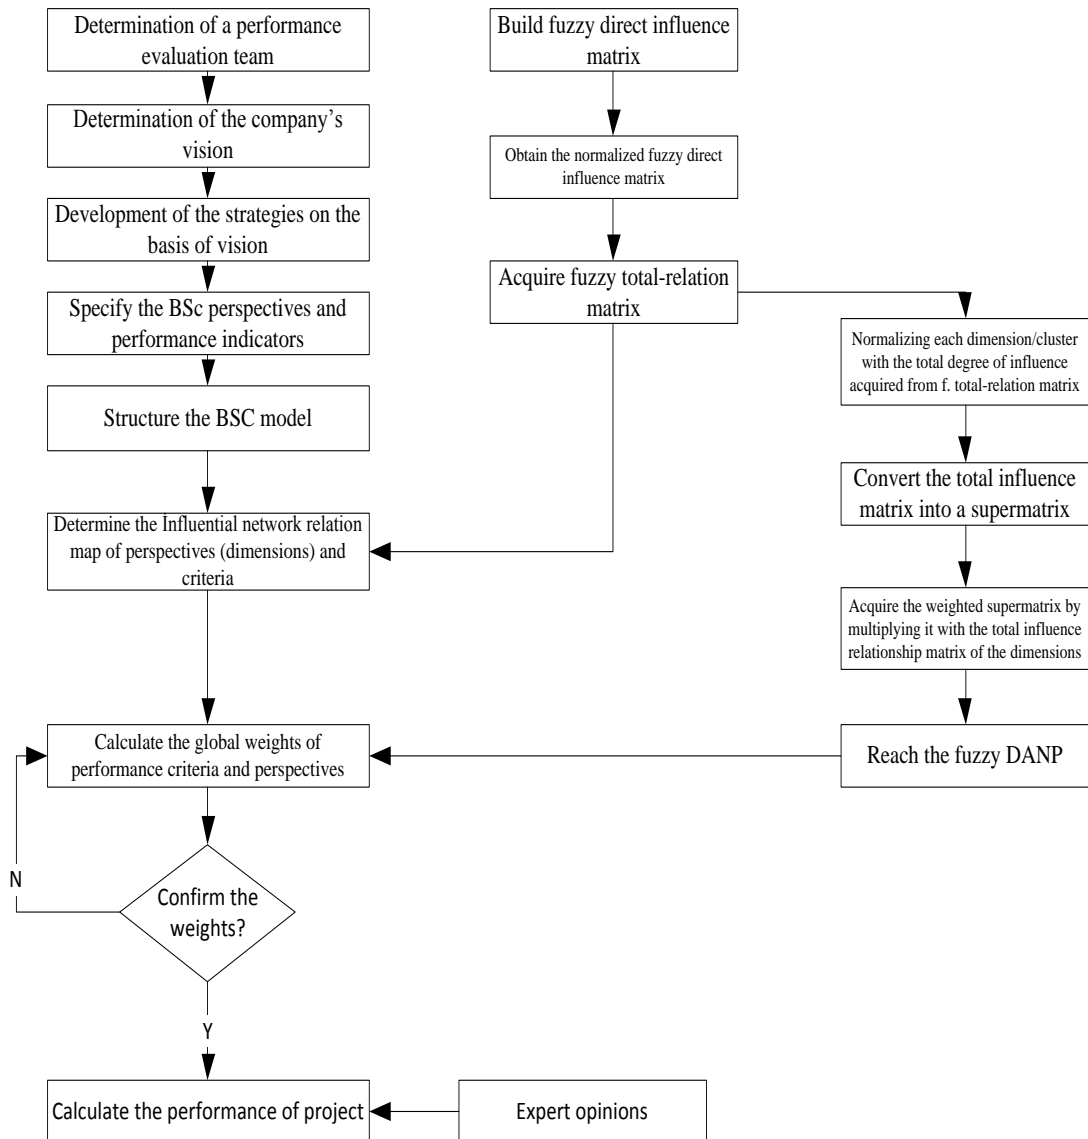 Determination of a performance
evaluation team
Determination of the company's
vision
Development of the strategies on the
basis of vision
Specify the BSc perspectives and
performance indicators
Structure the BSC model
Determine the İnfluential network relation
map of perspectives (dimensions) and
criteria
Calculate the global weights of
performance criteria and perspectives
N
Confirm the
weights?
Y
Calculate the performance of project
Expert opinions
Build fuzzy direct influence
matrix
Obtain the normalized fuzzy direct
influence matrix
Acquire fuzzy total-relation
matrix
Normalizing each dimension/cluster
with the total degree of influence
acquired from f. total-relation matrix
Convert the total influence
matrix into a supermatrix
Acquire the weighted supermatrix by
multiplying it with the total influence
relationship matrix of the dimensions
Reach the fuzzy DANP